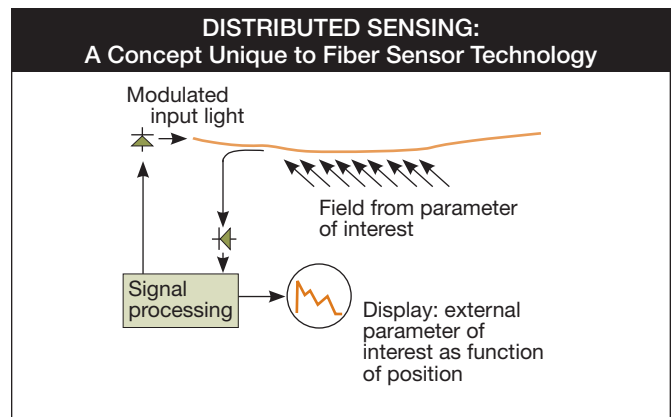 DISTRIBUTED SENSING:
A Concept Unique to Fiber Sensor Technology
Modulated
input light
Field from parameter
of interest
Signal
processing
Display: external
parameter of
interest as function
of position